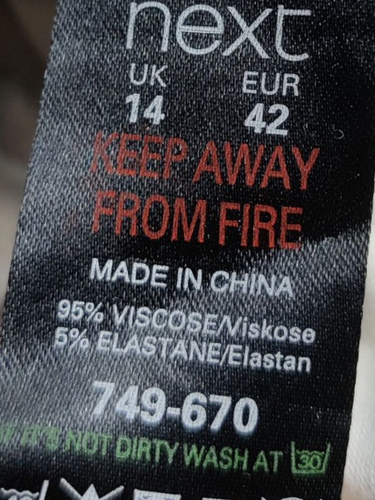 next
UK EUR
14 42
KEEP AWAY
FROM FIRE
MADE IN CHINA
95% VISCOSE/Viskose
5% ELASTANE/Elastan
749-670
IF IT'S NOT DIRTY WASH AT 30